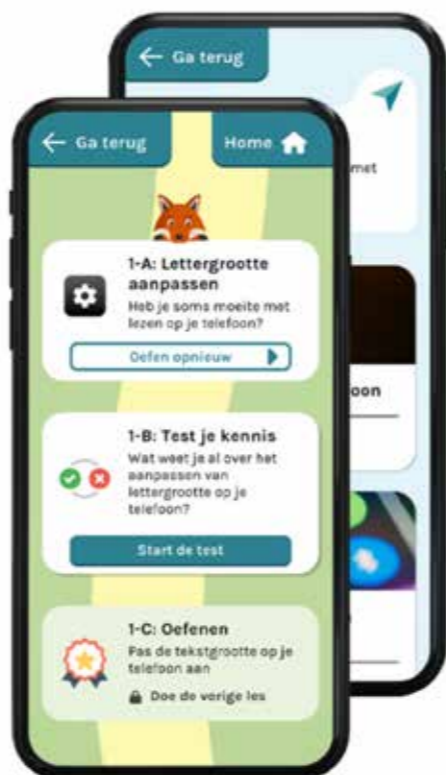 Ga terug
met
oon
Ga terug
Home
1-A: Lettergrootte
aanpassen
Heb je soms moeite met
lezen op je telefoon?
Oefen opnieuw
1-B: Test je kennis
Wat weet je al over het
aanpassen van
lettergrootte op je
telefoon?
Start de test
1-C: Oefenen
Pas de tekstgrootte op je
telefoon aan
Doe de vorige les